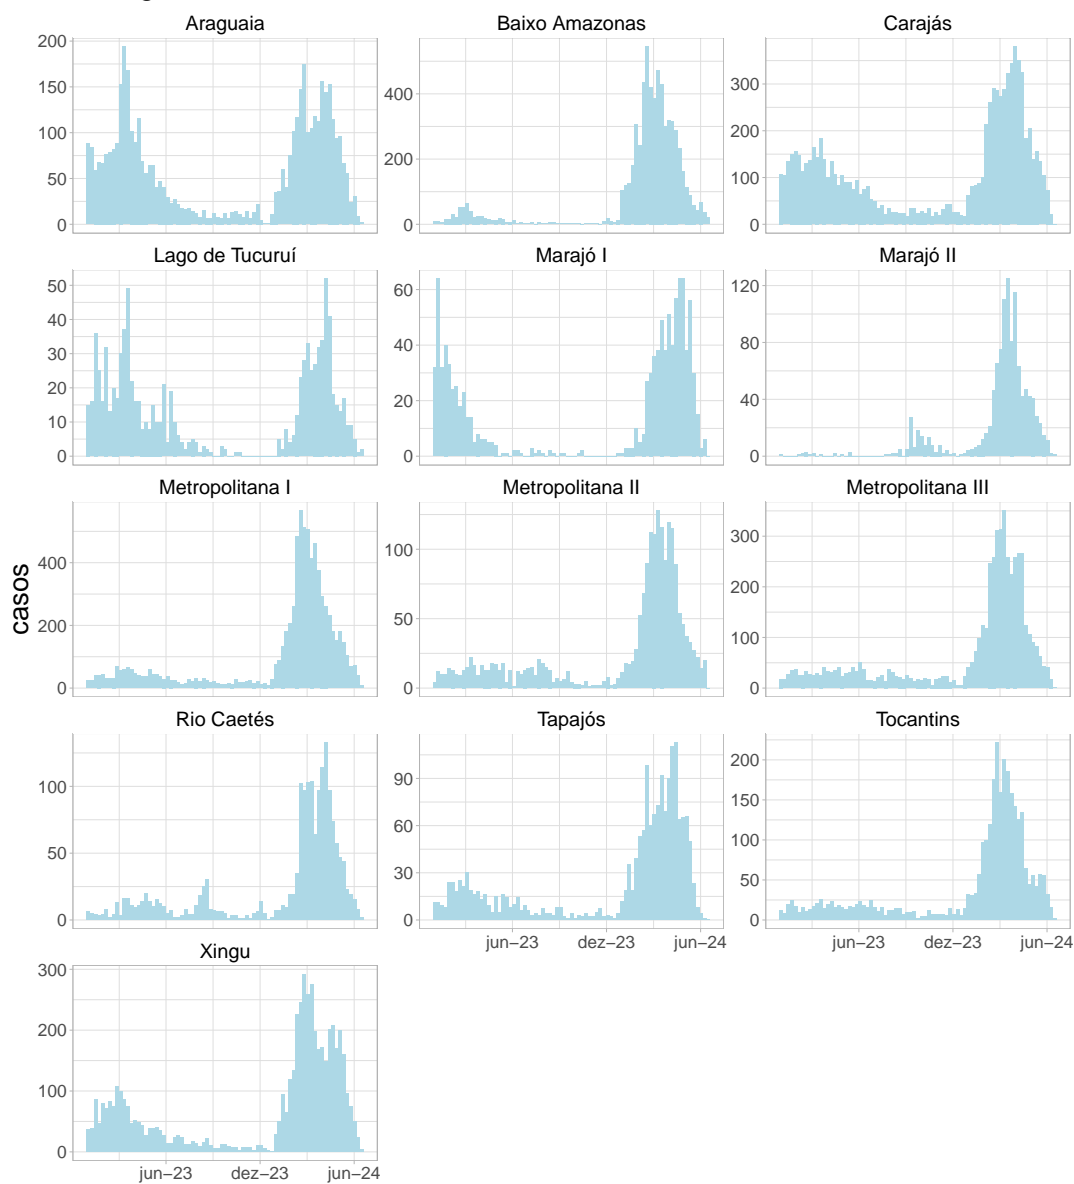 Araguaia
Baixo Amazonas
Carajás
200
150
100
50
0
400
200
0
300
200
100
0
Lago de Tucuruí
Marajó I
Marajó II
50
40
30
20
10
0
60
40
20
0
120
80
40
0
Metropolitana I
Metropolitana II
Metropolitana III
400
200
0
100
50
0
300
200
100
0
casos
Rio Caetés
Tapajós
Tocantins
100
50
0
90
60
30
0
200
150
100
50
0
jun−23
dez−23
jun−24
jun−23
dez−23
jun−24
Xingu
300
200
100
0
jun−23
dez−23
jun−24